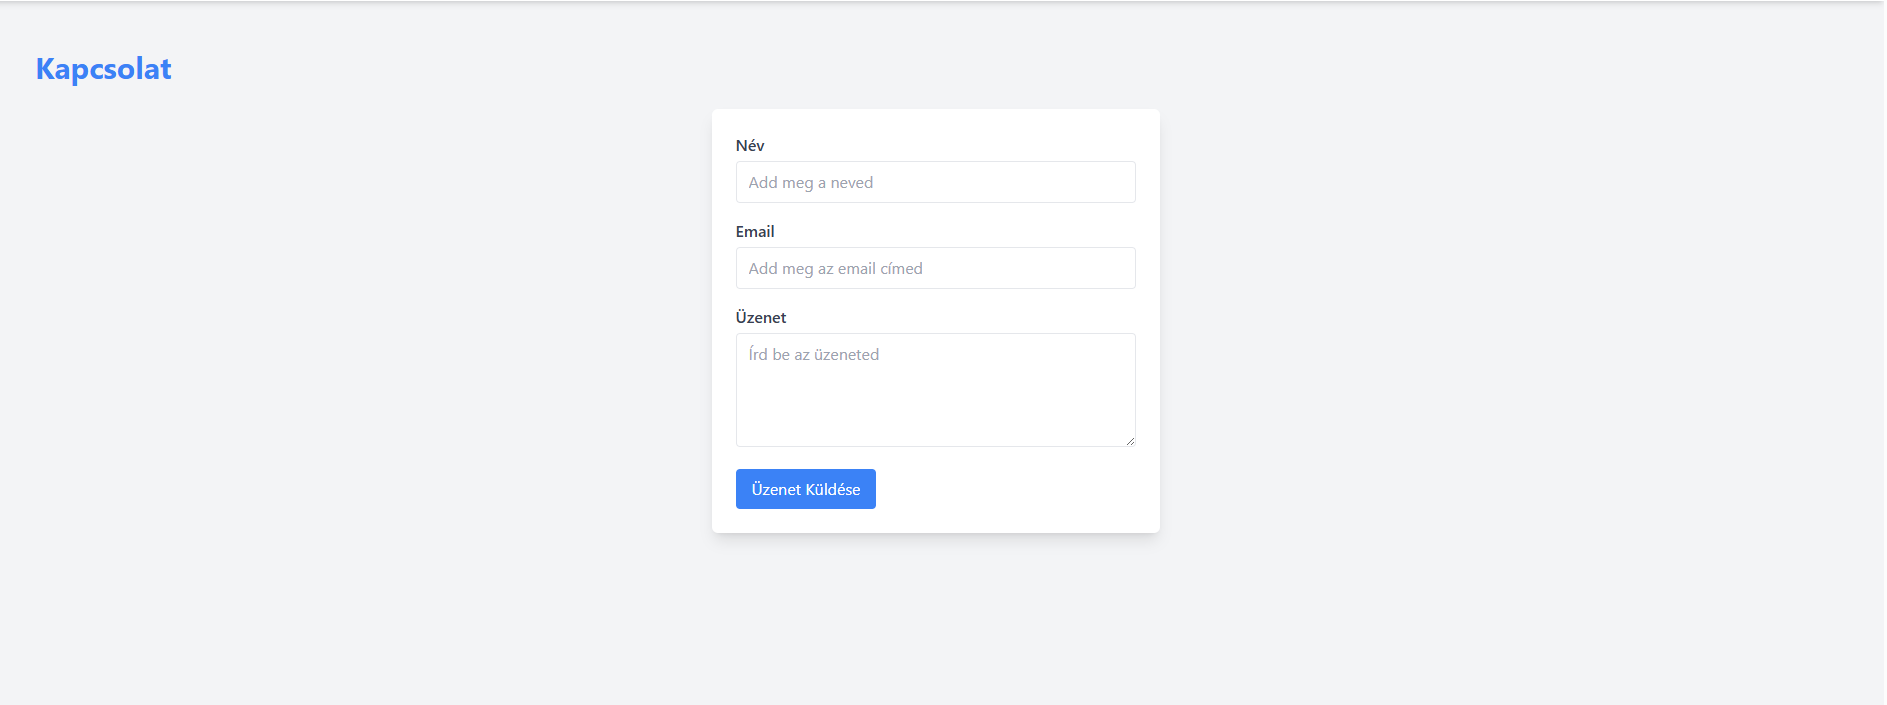 Kapcsolat
Név
Add meg a neved
Email
Add meg az email címed
Üzenet
Írd be az üzeneted
Üzenet Küldése